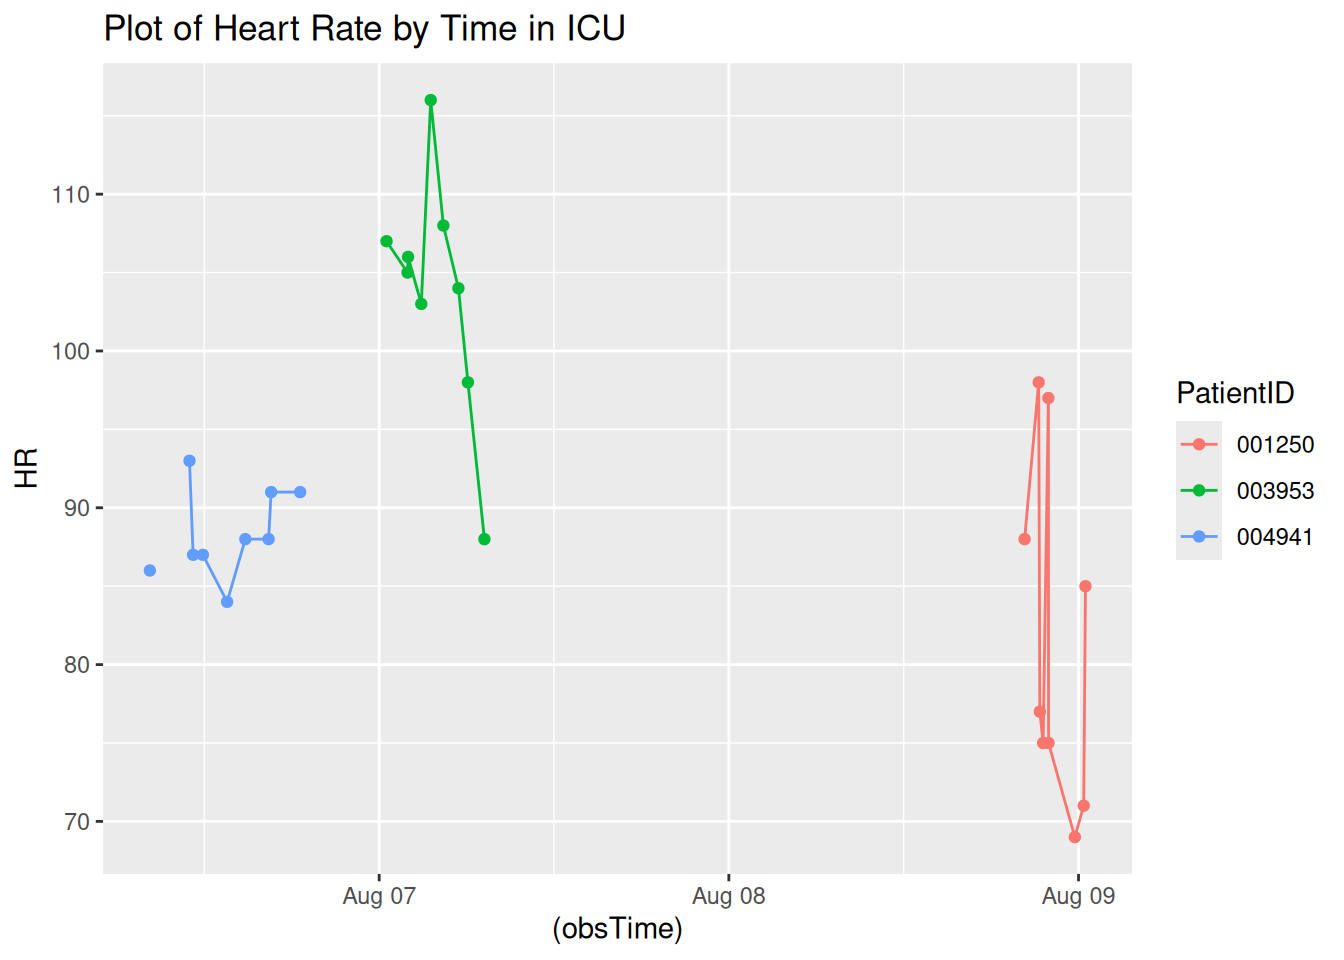 Plot of Heart Rate by Time in ICU
HR
110
100
90
80
70
Aug 07
Aug 08
Aug 09
(obsTime)
PatientID
001250
003953
004941